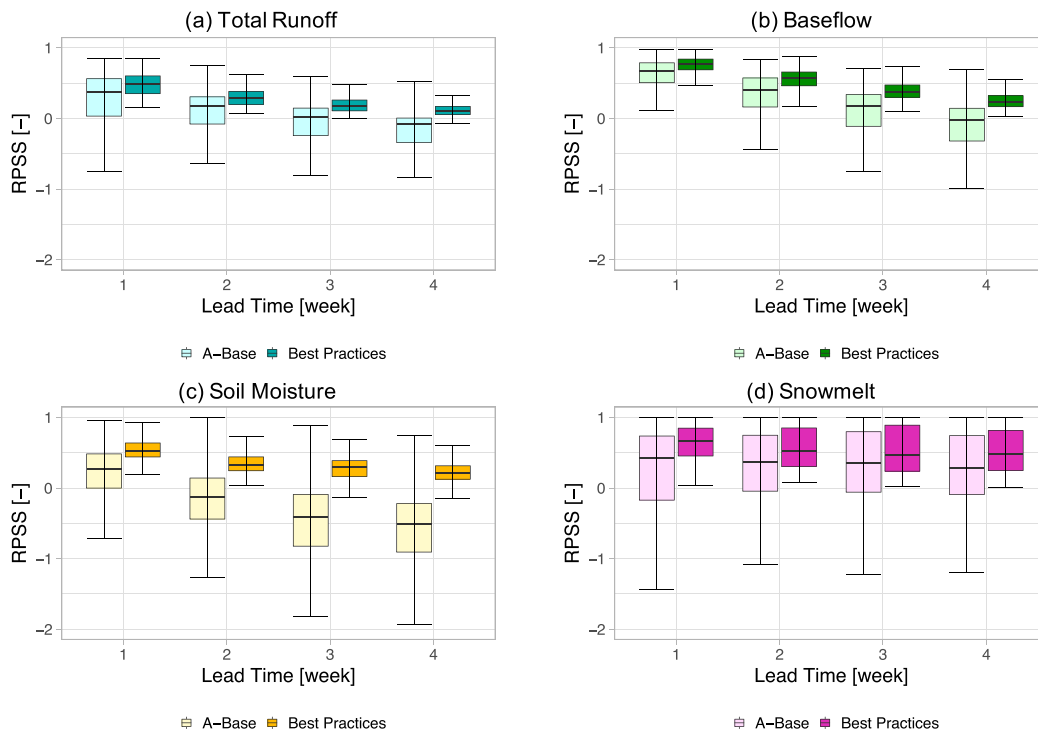 (a) Total Runoff
(b) Baseflow
RPSS [−]
1
0
−1
−2
1 2 3 4
Lead Time [week]
A−Base Best Practices
RPSS [−]
1
0
−1
−2
1 2 3 4
Lead Time [week]
A−Base Best Practices
(c) Soil Moisture
(d) Snowmelt
RPSS [−]
1
0
−1
−2
1 2 3 4
Lead Time [week]
A−Base Best Practices
RPSS [−]
1
0
−1
−2
1 2 3 4
Lead Time [week]
A−Base Best Practices